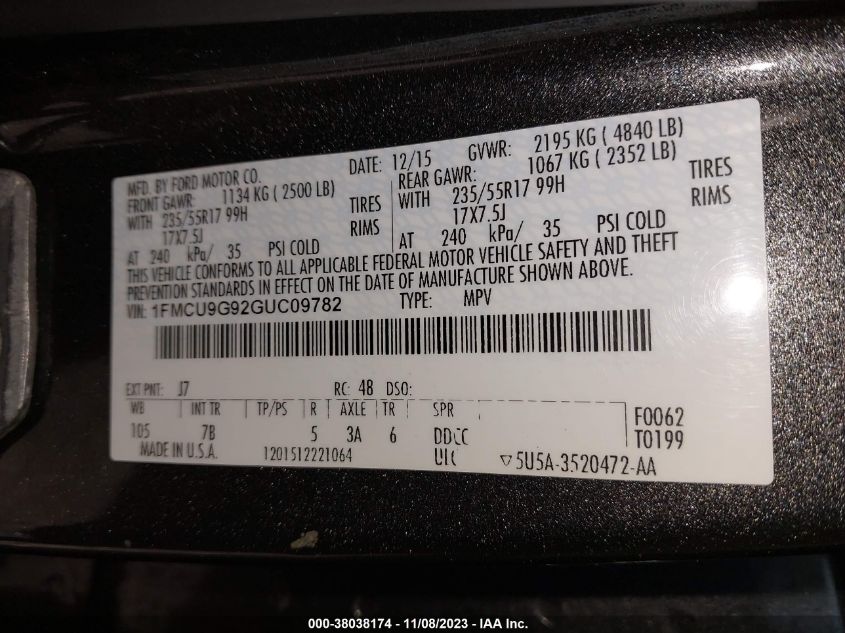 MFD. BY FORD MOTOR CO.
DATE: 12/15
GVWR: 2195 KG ( 4840 LB)
FRONT GAWR: 1134 KG ( 2500 LB)
REAR GAWR: 1067 KG ( 2352 LB)
WITH 235/55R17 99H TIRES
WITH 235/55R17 99H TIRES
17X7.5J RIMS
17X7.5J RIMS
AT 240 kPa/ 35 PSI COLD
AT 240 kPa/ 35 PSI COLD
THIS VEHICLE CONFORMS TO ALL APPLICABLE FEDERAL MOTOR VEHICLE SAFETY AND THEFT
PREVENTION STANDARDS IN EFFECT ON THE DATE OF MANUFACTURE SHOWN ABOVE.
VIN: 1FMCU9G92GUC09782 TYPE: MPV
EXT PNT: J7 RC: 48 DSO:
WB INT TR TP/PS R AXLE TR SPR
105 7B 5 3A 6 F0062
T0199
MADE IN U.S.A. 1201512221064 5U5A-3520472-AA
000-38038174 - 11/08/2023 - IAA Inc.